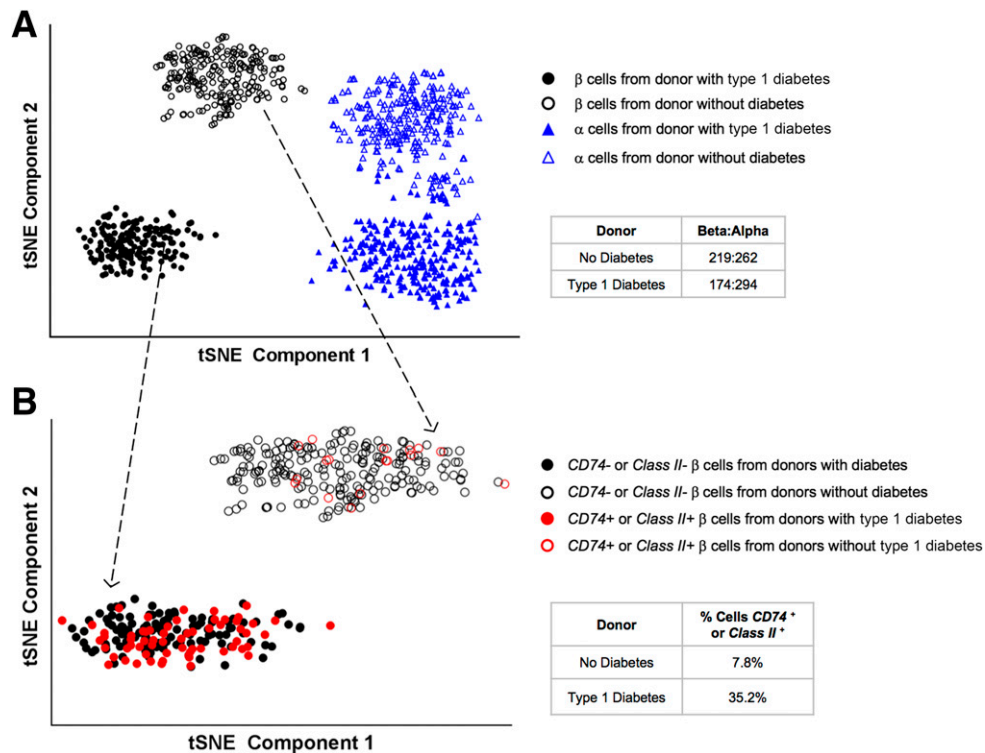 A
tSNE Component 2
tSNE Component 1
β cells from donor with type 1 diabetes
β cells from donor without diabetes
α cells from donor with type 1 diabetes
α cells from donor without diabetes
Donor Beta:Alpha
No Diabetes 219:262
Type 1 Diabetes 174:294
B
tSNE Component 2
tSNE Component 1
CD74- or Class II- β cells from donors with diabetes
CD74- or Class II- β cells from donors without diabetes
CD74+ or Class II+ β cells from donors with type 1 diabetes
CD74+ or Class II+ β cells from donors without type 1 diabetes
Donor % Cells CD74 +
or Class II +
No Diabetes 7.8%
Type 1 Diabetes 35.2%